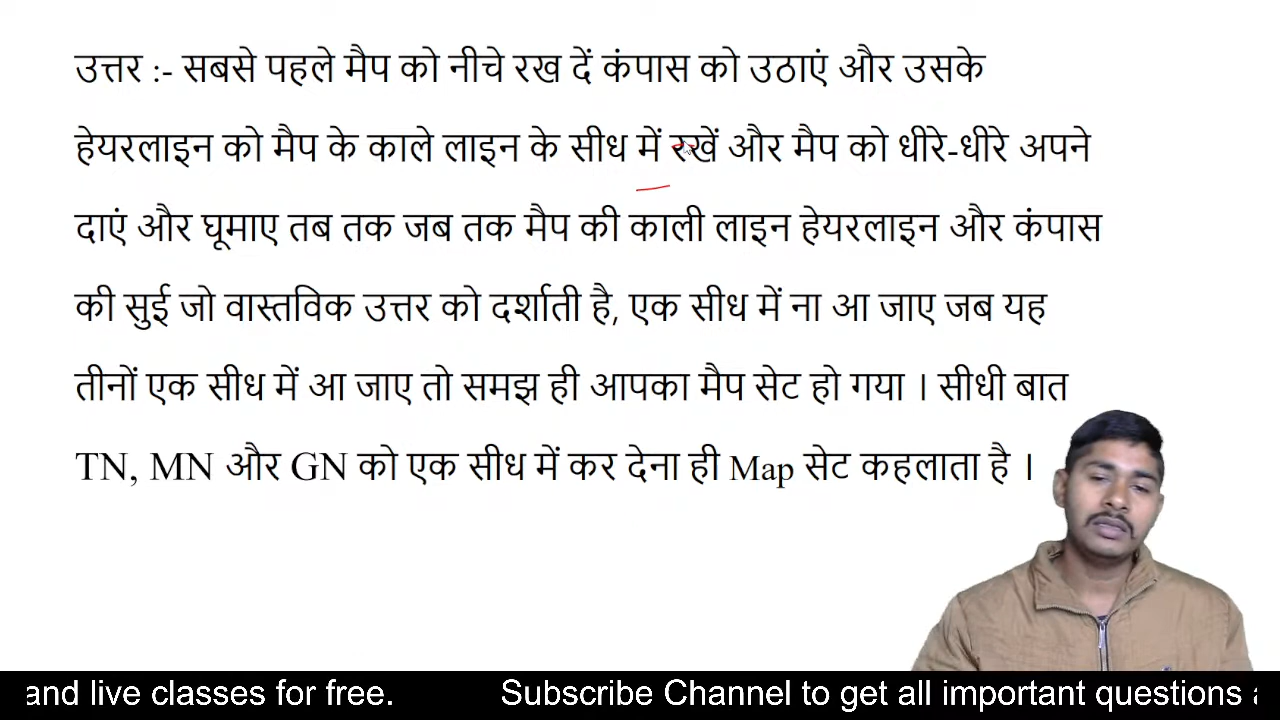 उत्तर :- सबसे पहले मैप को नीचे रख दें कंपास को उठाएं और उसके
हेयरलाइन को मैप के काले लाइन के सीध में रखें और मैप को धीरे-धीरे अपने
दाएं और घूमाए तब तक जब तक मैप की काली लाइन हेयरलाइन और कंपास
की सुई जो वास्तविक उत्तर को दर्शाती है, एक सीध में ना आ जाए जब यह
तीनों एक सीध में आ जाए तो समझ ही आपका मैप सेट हो गया । सीधी बात
TN, MN और GN को एक सीध में कर देना ही Map सेट कहलाता है ।
and live classes for free. Subscribe Channel to get all important questions